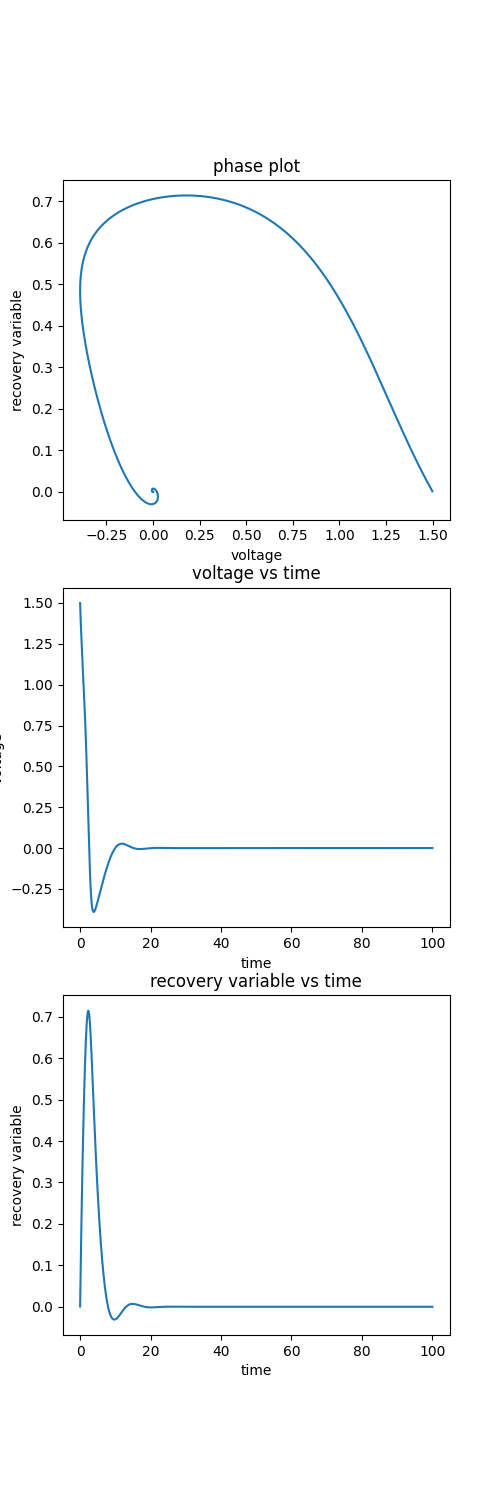 phase plot
0.7
0.6
0.5
0.4
0.3
0.2
0.1
0.0
recovery variable
−0.25 0.00 0.25 0.50 0.75 1.00 1.25 1.50
voltage
voltage vs time
1.50
1.25
1.00
0.75
0.50
0.25
0.00
−0.25
0 20 40 60 80 100
time
recovery variable vs time
0.7
0.6
0.5
0.4
0.3
0.2
0.1
0.0
recovery variable
0 20 40 60 80 100
time